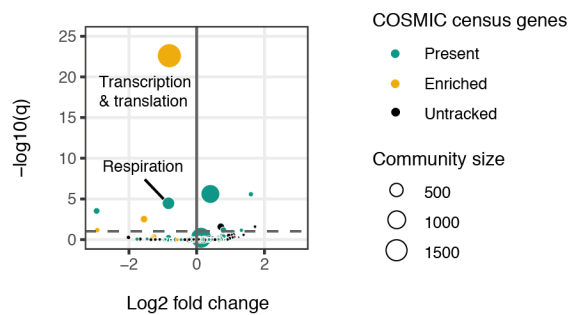 25
20
15
10
5
0
−log10(q)
Transcription
& translation
Respiration
−2
0
2
Log2 fold change
COSMIC census genes
Present
Enriched
Untracked
Community size
500
1000
1500